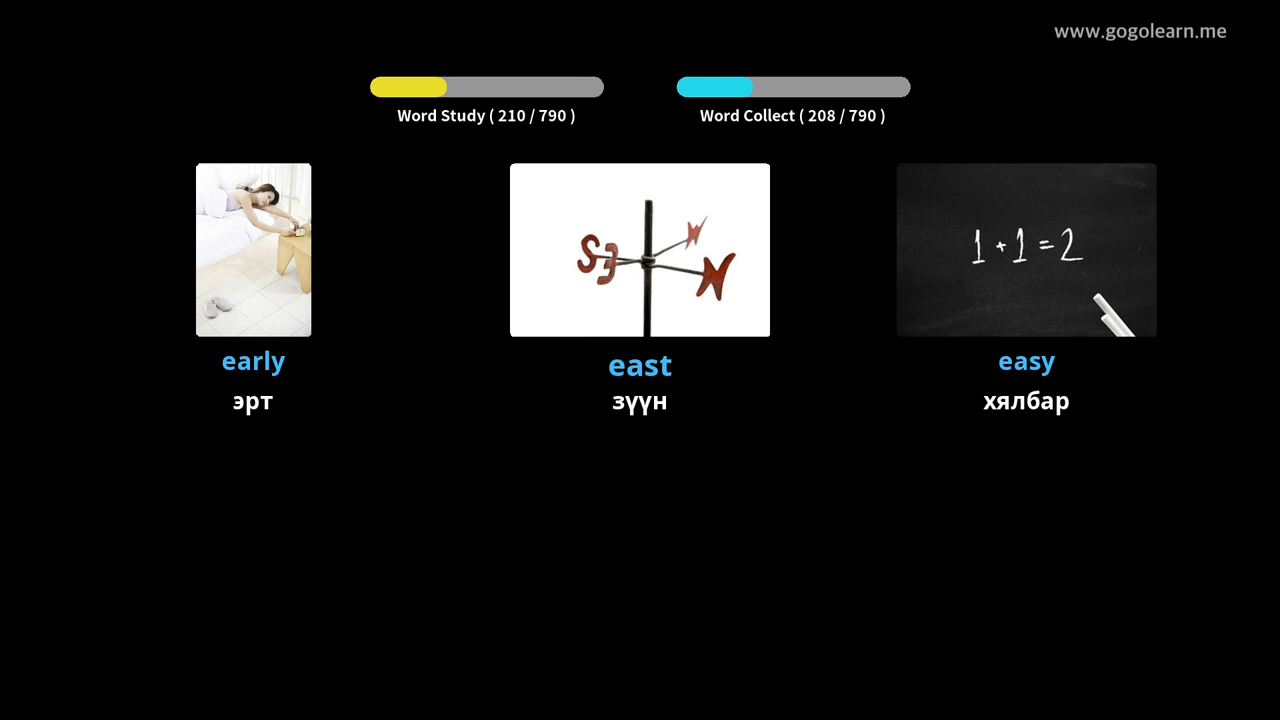 www.gogolearn.me
Word Study ( 210 / 790 )
Word Collect ( 208 / 790 )
S E N N
1 + 1 = 2
early
east
easy
эрт
зүүн
хялбар